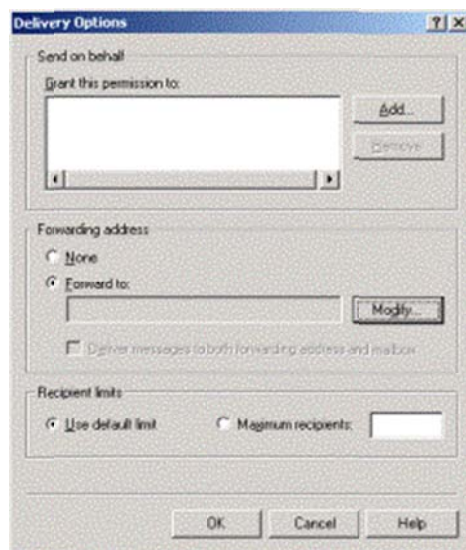 Delivery Options
Send on behalf
Grant this permission to:
Add...
Remove
Forwarding address
None
Forward to:
Modify...
Deliver messages to both forwarding address and mailbox
Recipient limits
Use default limit
Maximum recipients:
OK
Cancel
Help